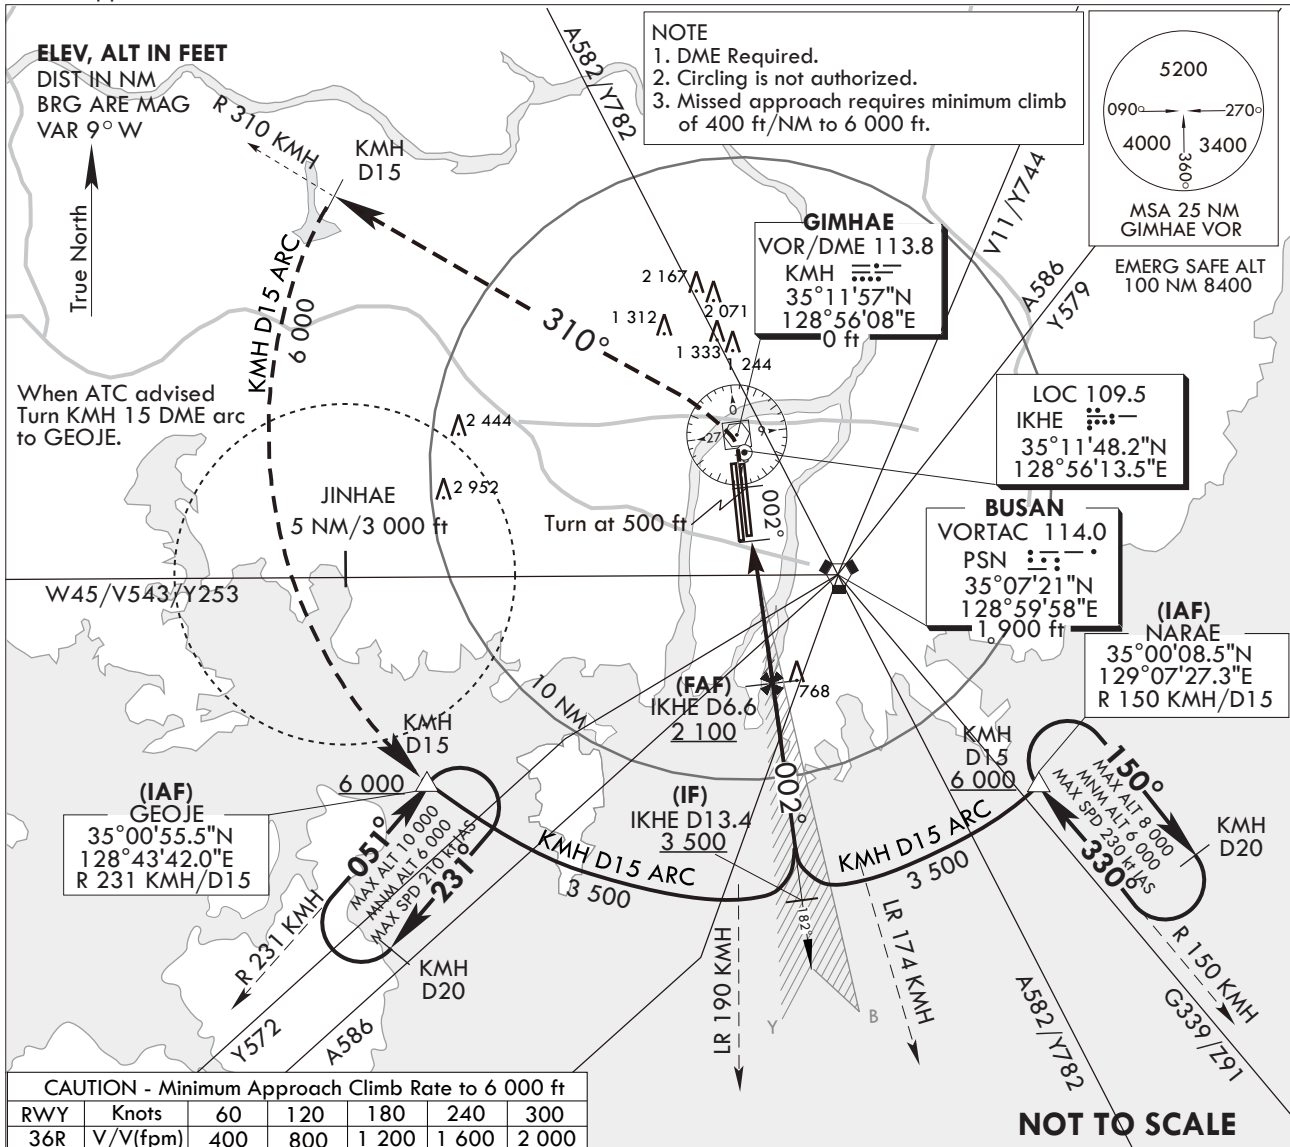 ELEV, ALT IN FEET
DIST IN NM
BRG ARE MAG
VAR 9° W
True North
R 310 KMH
KMH
D15
A582/Y782
NOTE
1. DME Required.
2. Circling is not authorized.
3. Missed approach requires minimum climb
of 400 ft/NM to 6 000 ft.
5200
090°
270°
4000
3400
360°
MSA 25 NM
GIMHAE VOR
EMERG SAFE ALT
100 NM 8400
V11/Y744
A586
Y579
GIMHAE
VOR/DME 113.8
KMH
35°11'57"N
128°56'08"E
0 ft
2 167
2 071
1 312
1 333
1 244
310°
KMH D15 ARC
6 000
When ATC advised
Turn KMH 15 DME arc
to GEOJE.
2 444
2 952
0
27
9
LOC 109.5
IKHE
35°11'48.2"N
128°56'13.5"E
JINHAE
5 NM/3 000 ft
Turn at 500 ft
002°
BUSAN
VORTAC 114.0
PSN
35°07'21"N
128°59'58"E
1,900 ft
W45/V543/Y253
(IAF)
NARAE
35°00'08.5"N
129°07'27.3"E
R 150 KMH/D15
10 NM
(FAF)
IKHE D6.6
2 100
768
KMH
D15
6 000
KMH
D15
6 000
(IAF)
GEOJE
35°00'55.5"N
128°43'42.0"E
R 231 KMH/D15
051°
MAX ALT 10 000
MNM ALT 6 000
MAX SPD 210 kt IAS
231°
(IF)
IKHE D13.4
3 500
002°
150°
MAX ALT 8 000
MNM ALT 6 000
MAX SPD 230 kt IAS
330°
KMH
D20
KMH D15 ARC
3 500
KMH D15 ARC
3 500
182°
R 231 KMH
KMH
D20
LR 190 KMH
LR 174 KMH
Y
B
R 150 KMH
G339/Z91
A582/Y782
Y572
A586
CAUTION - Minimum Approach Climb Rate to 6 000 ft
RWY Knots 60 120 180 240 300
36R V/V(fpm) 400 800 1 200 1 600 2 000
NOT TO SCALE